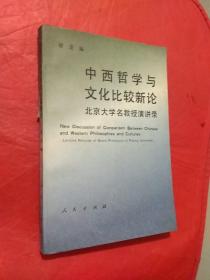 中西哲学与
文化比较新论
北京大学名教授演讲录
New Discussion of Comparison Between Chinese
and Western Philosophies and Cultures
人民出版社